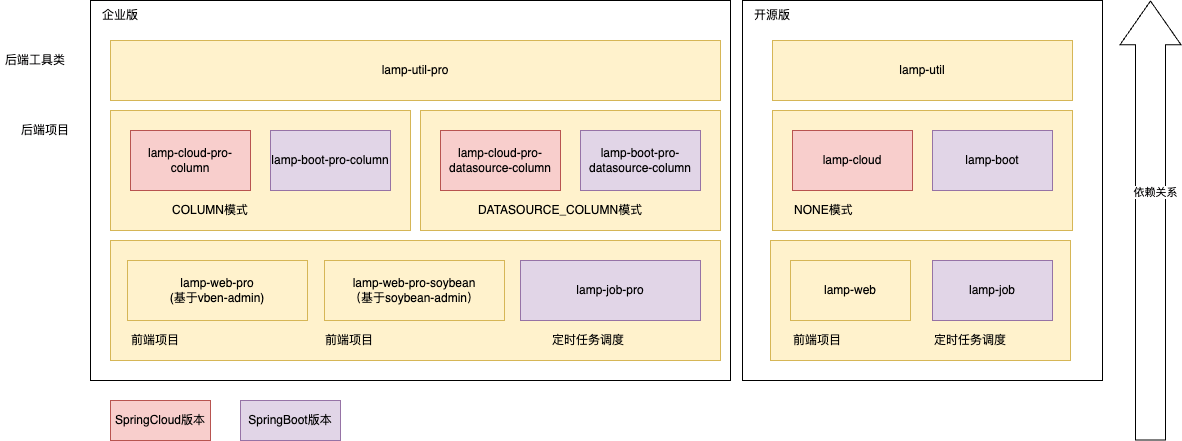 企业版
开源版
后端工具类
lamp-util-pro
lamp-util
后端项目
lamp-cloud-pro-
column
lamp-boot-pro-column
lamp-cloud-pro-
datasource-column
lamp-boot-pro-
datasource-column
lamp-cloud
lamp-boot
COLUMN模式
DATASOURCE_COLUMN模式
NONE模式
依赖关系
lamp-web-pro
(基于vben-admin)
lamp-web-pro-soybean
（基于soybean-admin）
lamp-job-pro
lamp-web
lamp-job
前端项目
前端项目
定时任务调度
前端项目
定时任务调度
SpringCloud版本
SpringBoot版本